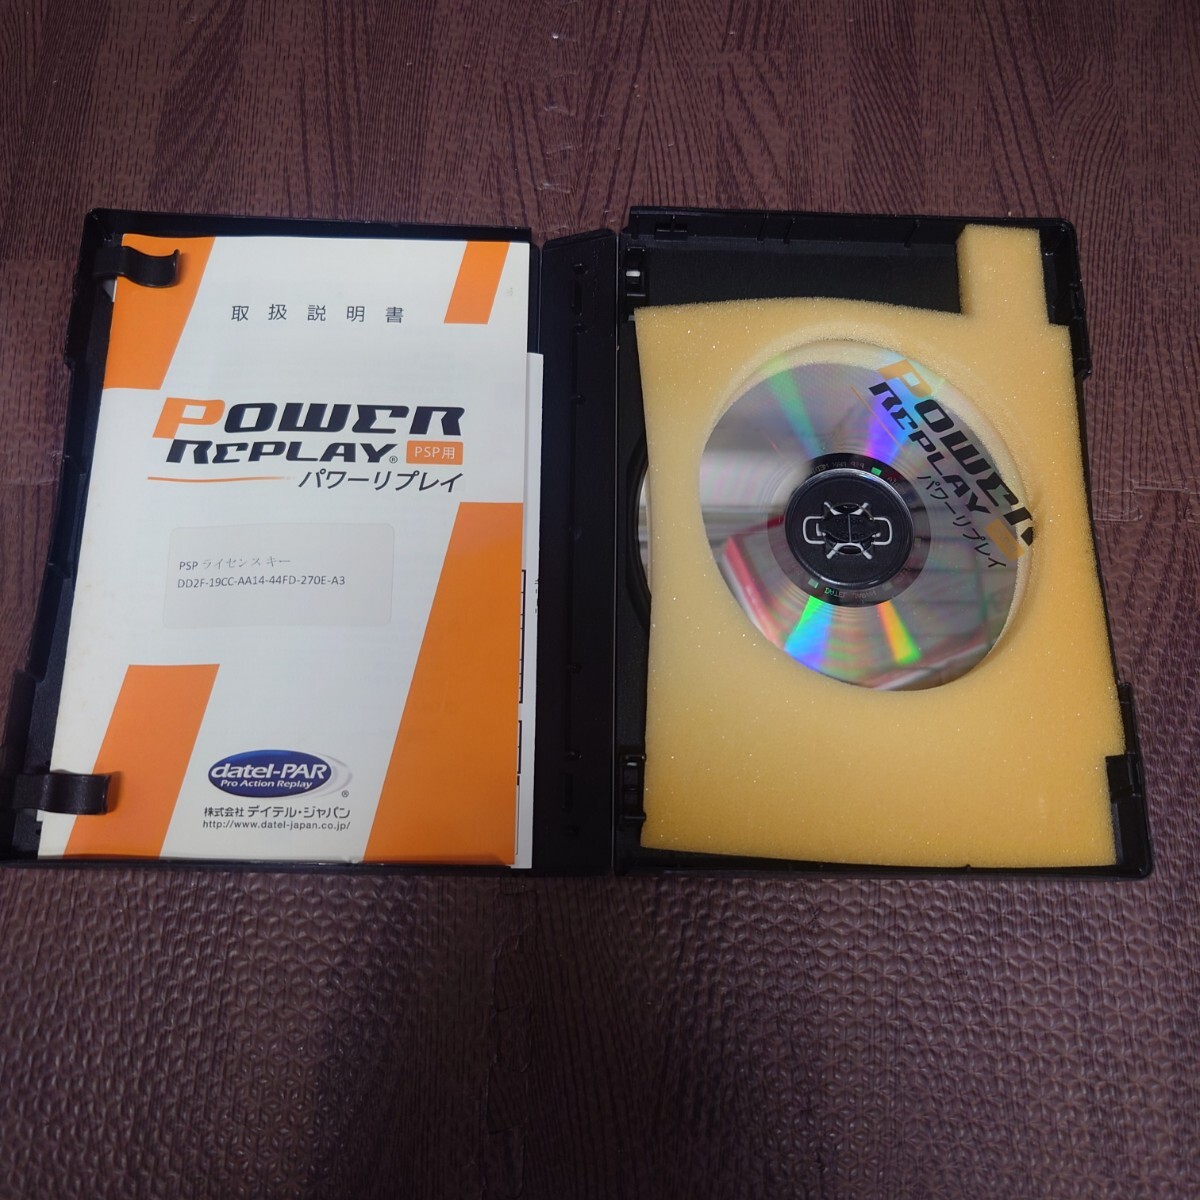 取扱説明書
POWER
REPLAY® PSP用
パワーリプレイ
PSP ライセンス キー
DD2F-19CC-AA14-44FD-270E-A3
datel-PAR
Pro Action Replay
®
株式会社 デイテル・ジャパン
http://www.datel-japan.co.jp/
POWER
REPLAY
パワーリプレイ